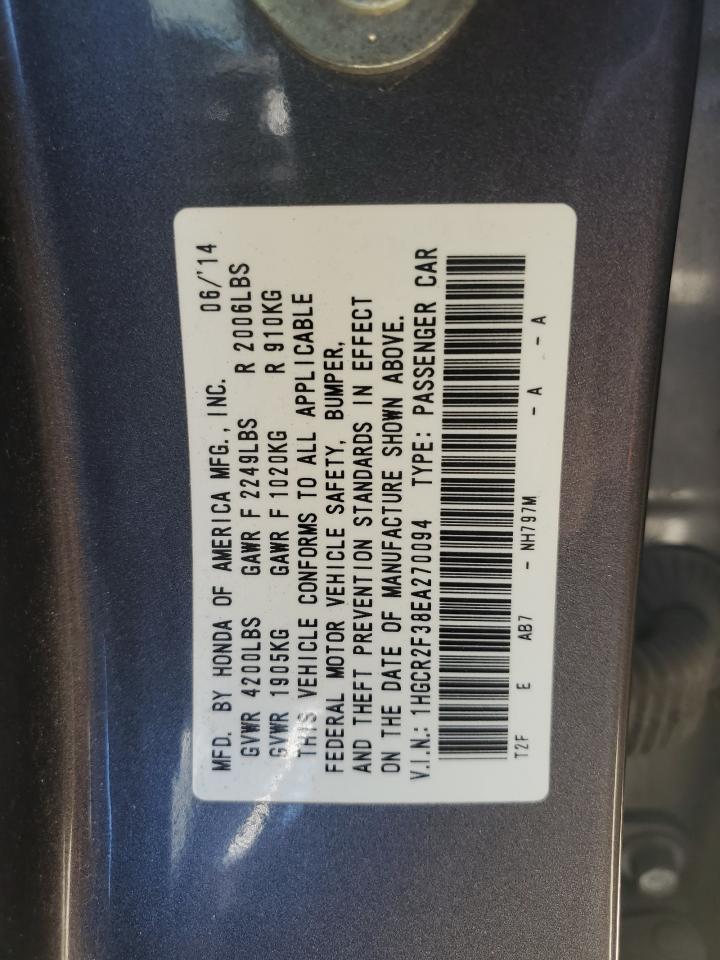 MFD. BY HONDA OF AMERICA MFG., INC. 06/'14
GVWR 4200LBS GAWR F 2249LBS R 2006LBS
GVWR 1905KG GAWR F 1020KG R 910KG
THIS VEHICLE CONFORMS TO ALL APPLICABLE
FEDERAL MOTOR VEHICLE SAFETY, BUMPER,
AND THEFT PREVENTION STANDARDS IN EFFECT
ON THE DATE OF MANUFACTURE SHOWN ABOVE.
V.I.N.: 1HGCR2F38EA270094 TYPE: PASSENGER CAR
T2F E AB7 - NH797M - A - A